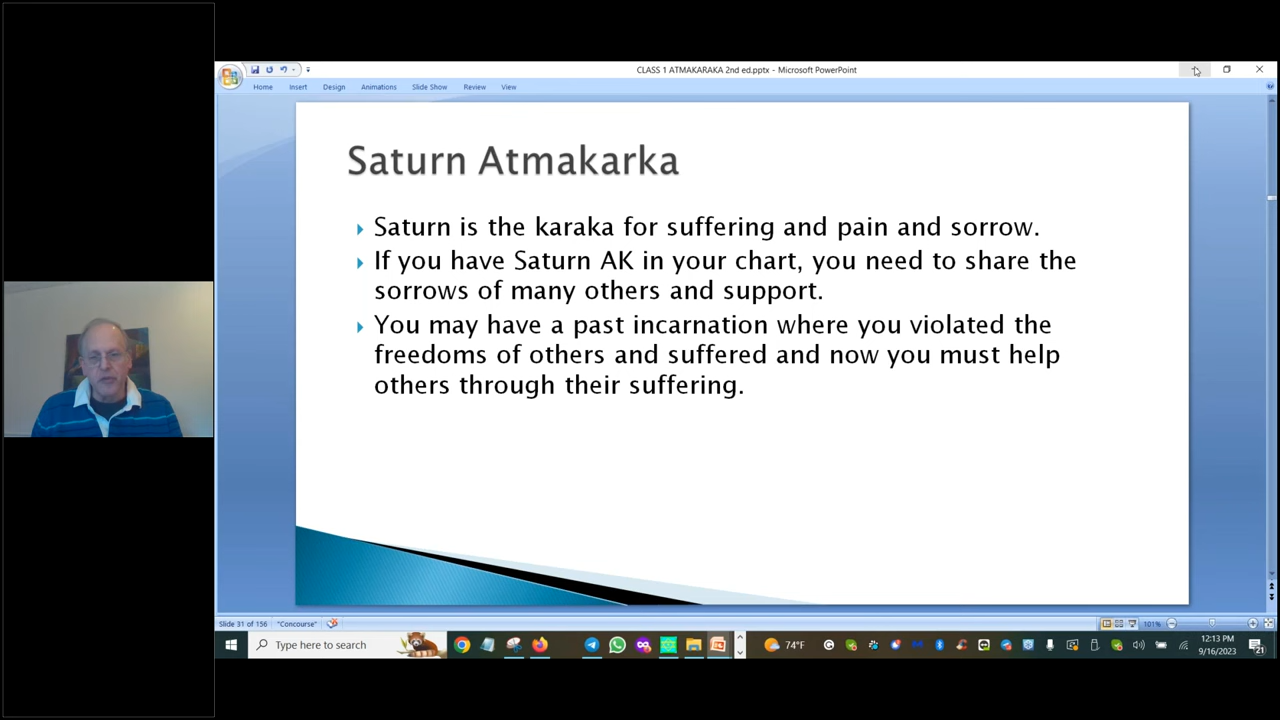 CLASS 1 ATMAKARAKA 2nd ed.pptx - Microsoft PowerPoint
Home Insert Design Animations Slide Show Review View
Saturn Atmakarka
Saturn is the karaka for suffering and pain and sorrow.
If you have Saturn AK in your chart, you need to share the
sorrows of many others and support.
You may have a past incarnation where you violated the
freedoms of others and suffered and now you must help
others through their suffering.
Slide 31 of 156 "Concourse" 101%
Type here to search 74°F 12:13 PM
9/16/2023 21